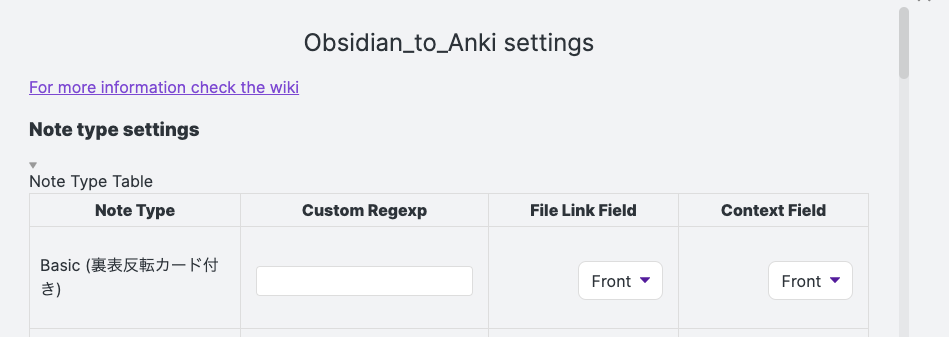 Obsidian_to_Anki settings
For more information check the wiki
Note type settings
Note Type Table
Note Type Custom Regexp File Link Field Context Field
Basic (裏表反転カード付
き)
Front Front